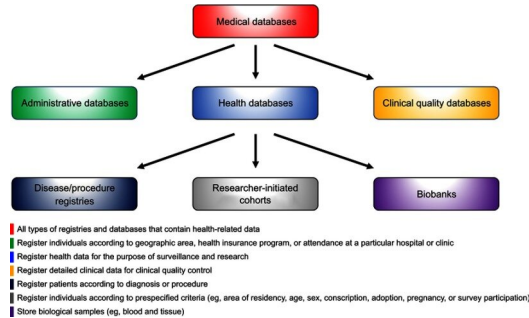 Medical databases
Administrative databases
Health databases
Clinical quality databases
Disease/procedure
registries
Researcher-initiated
cohorts
Biobanks
All types of registries and databases that contain health-related data
Register individuals according to geographic area, health insurance program, or attendance at a particular hospital or clinic
Register health data for the purpose of surveillance and research
Register detailed clinical data for clinical quality control
Register patients according to diagnosis or procedure
Register individuals according to prespecified criteria (eg, area of residency, age, sex, conscription, adoption, pregnancy, or survey participation)
Store biological samples (eg, blood and tissue)